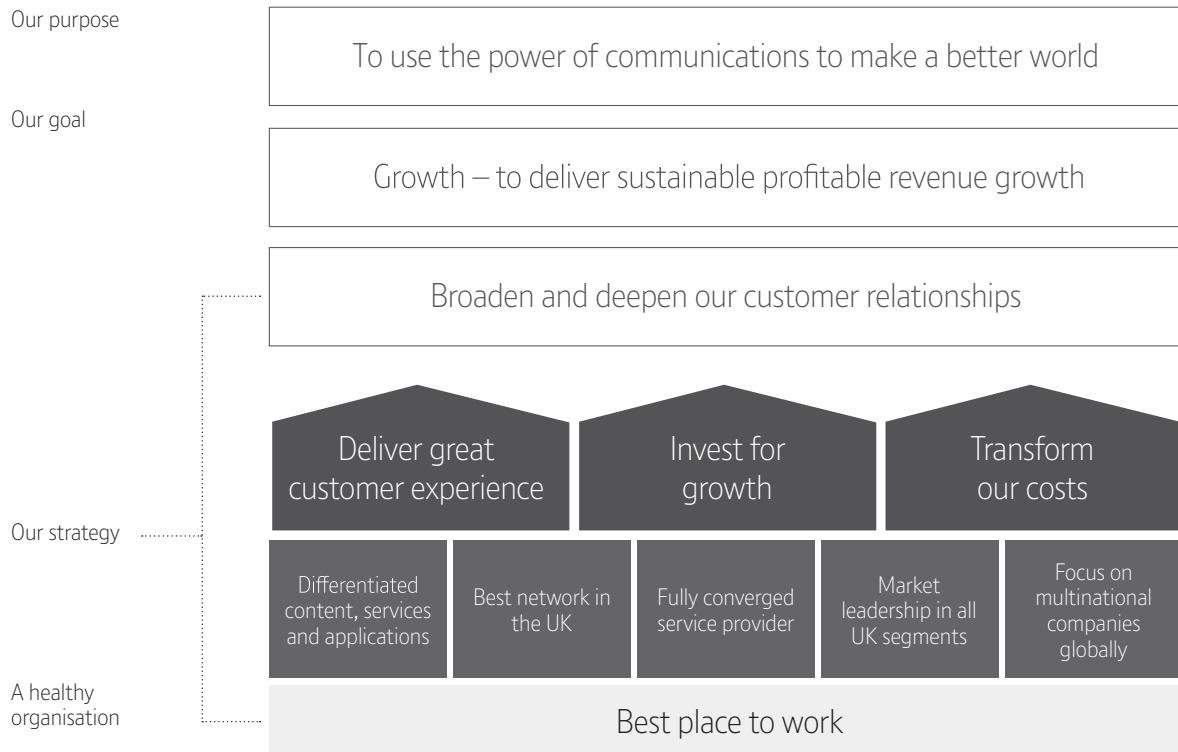 Our purpose
To use the power of communications to make a better world
Our goal
Growth – to deliver sustainable profitable revenue growth
Broaden and deepen our customer relationships
Deliver great
customer experience
Invest for
growth
Transform
our costs
Our strategy
Differentiated
content, services
and applications
Best network in
the UK
Fully converged
service provider
Market
leadership in all
UK segments
Focus on
multinational
companies
globally
A healthy
organisation
Best place to work